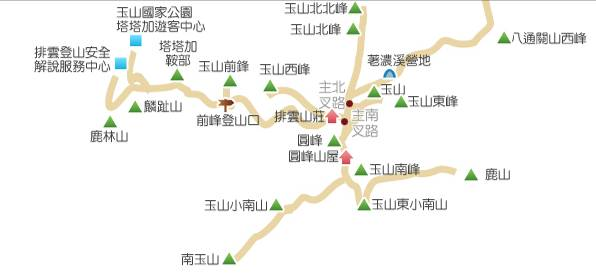 玉山國家公園
塔塔加遊客中心
玉山北北峰
玉山北峰
八通關山西峰
排雲登山安全
解說服務中心
塔塔加
鞍部
玉山前鋒
玉山西峰
荖濃溪營地
主北
叉路
玉山
玉山東峰
麟趾山
前峰登山口
排雲山莊
主南
叉路
鹿林山
圓峰
圓峰山屋
玉山南峰
鹿山
玉山小南山
玉山東小南山
南玉山